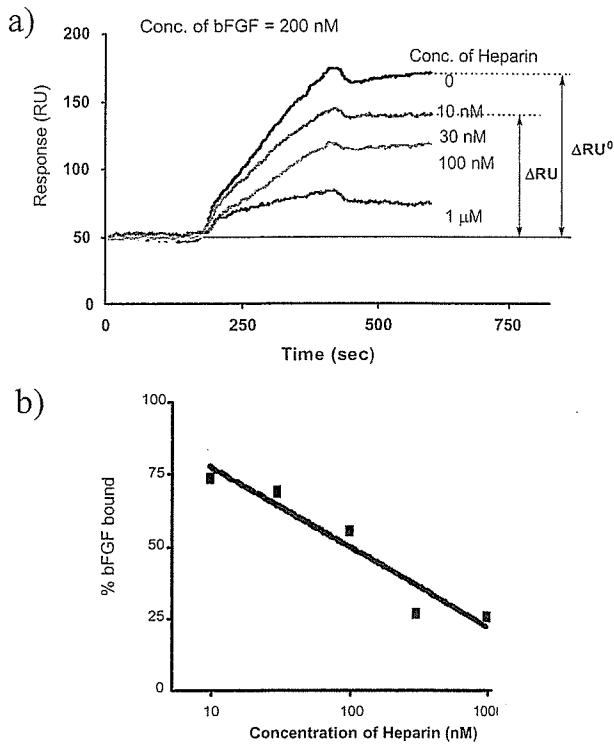 a)
Conc. of bFGF = 200 nM
200
150
100
50
0
Response (RU)
Conc. of Heparin
0
10 nM
30 nM
100 nM
1 µM
ΔRU
ΔRU⁰
0
250
500
750
Time (sec)
b)
100
75
50
25
0
% bFGF bound
10
100
100
Concentration of Heparin (nM)